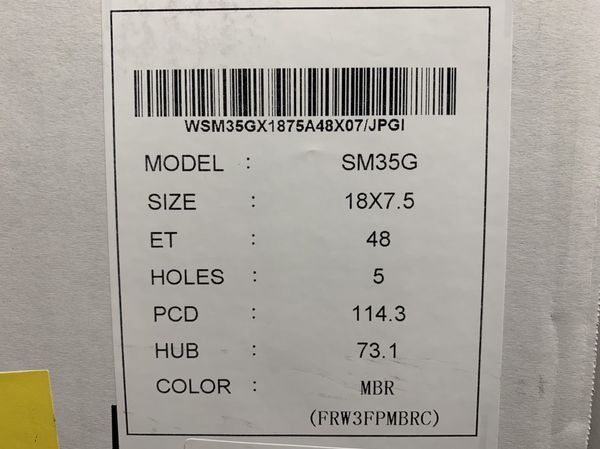 WSM35GX1875A48X07/JPGI
MODEL : SM35G
SIZE : 18X7.5
ET : 48
HOLES : 5
PCD : 114.3
HUB : 73.1
COLOR : MBR
(FRW3FPMBRC)